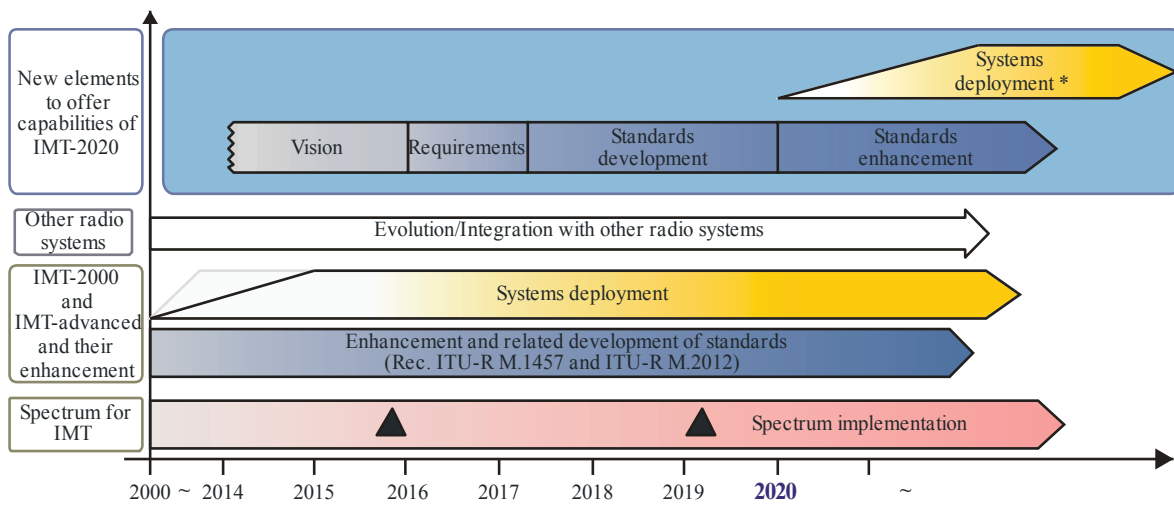 New elements
to offer
capabilities of
IMT-2020
Systems
deployment *
Vision
Requirements
Standards
development
Standards
enhancement
Other radio
systems
Evolution/Integration with other radio systems
IMT-2000
and
IMT-advanced
and their
enhancement
Systems deployment
Enhancement and related development of standards
(Rec. ITU-R M.1457 and ITU-R M.2012)
Spectrum for
IMT
Spectrum implementation
2000 ~ 2014 2015 2016 2017 2018 2019 2020 ~